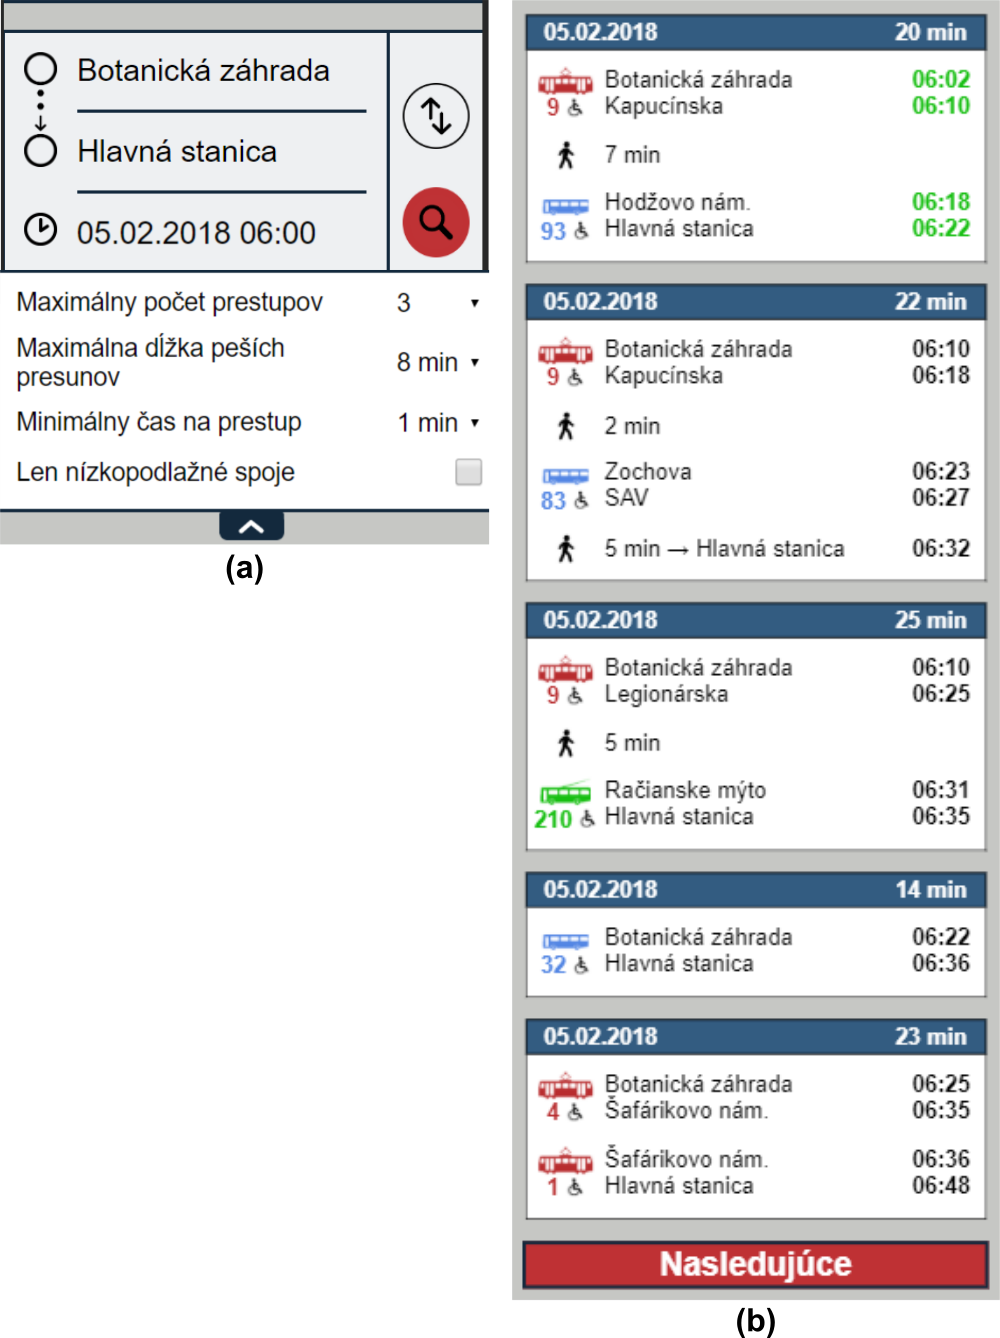 Botanická záhrada
Hlavná stanica
05.02.2018 06:00
Maximálny počet prestupov 3
Maximálna dĺžka peších
presunov 8 min
Minimálny čas na prestup 1 min
Len nízkopodlažné spoje
(a)
05.02.2018 20 min
Botanická záhrada 06:02
9 Kapucínska 06:10
7 min
Hodžovo nám. 06:18
93 Hlavná stanica 06:22
05.02.2018 22 min
Botanická záhrada 06:10
9 Kapucínska 06:18
2 min
Zochova 06:23
83 SAV 06:27
5 min → Hlavná stanica 06:32
05.02.2018 25 min
Botanická záhrada 06:10
9 Legionárska 06:25
5 min
Račianske mýto 06:31
210 Hlavná stanica 06:35
05.02.2018 14 min
Botanická záhrada 06:22
32 Hlavná stanica 06:36
05.02.2018 23 min
Botanická záhrada 06:25
4 Šafárikovo nám. 06:35
Šafárikovo nám. 06:36
1 Hlavná stanica 06:48
Nasledujúce
(b)